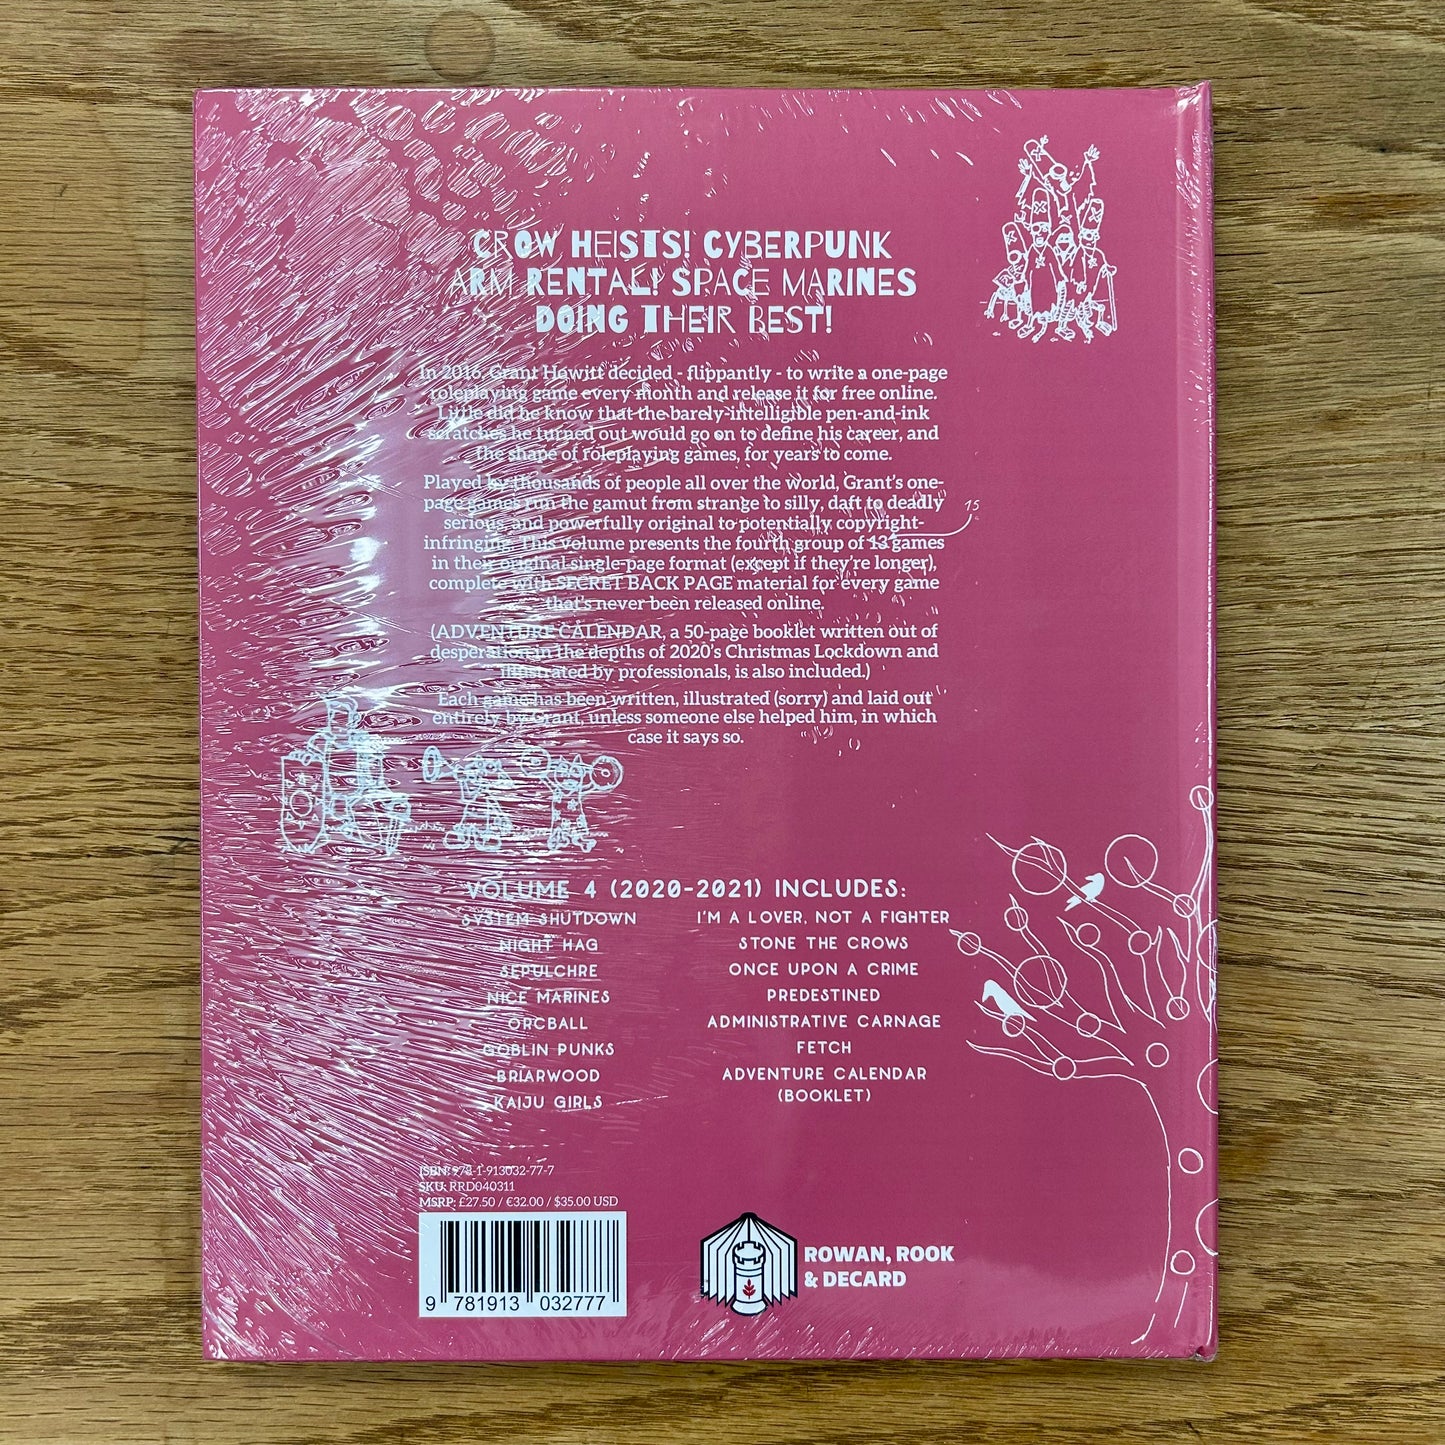 CROW HEISTS! CYBERPUNK
ARM RENTAL! SPACE MARINES
DOING THEIR BEST!
In 2016, Grant Howitt decided - flippantly - to write a one-page
roleplaying game every month and release it for free online.
Little did he know that the barely-intelligible pen-and-ink
scratches he turned out would go on to define his career, and
the shape of roleplaying games, for years to come.
Played by thousands of people all over the world, Grant's one-
page games run the gamut from strange to silly, daft to deadly
serious, and powerfully original to potentially copyright-
infringing. This volume presents the fourth group of 13 games
15
in their original single-page format (except if they're longer),
complete with SECRET BACK PAGE material for every game
that's never been released online.
(ADVENTURE CALENDAR, a 50-page booklet written out of
desperation in the depths of 2020's Christmas Lockdown and
illustrated by professionals, is also included.)
Each game has been written, illustrated (sorry) and laid out
entirely by Grant, unless someone else helped him, in which
case it says so.
VOLUME 4 (2020-2021) INCLUDES:
SYSTEM SHUTDOWN
NIGHT HAG
SEPULCHRE
NICE MARINES
ORCBALL
GOBLIN PUNKS
BRIARWOOD
KAIJU GIRLS
I'M A LOVER, NOT A FIGHTER
STONE THE CROWS
ONCE UPON A CRIME
PREDESTINED
ADMINISTRATIVE CARNAGE
FETCH
ADVENTURE CALENDAR
(BOOKLET)
ISBN: 978-1-913032-77-7
SKU: RRD040311
MSRP: £27.50 / €32.00 / $35.00 USD
9 781913 032777
ROWAN, ROOK
& DECARD